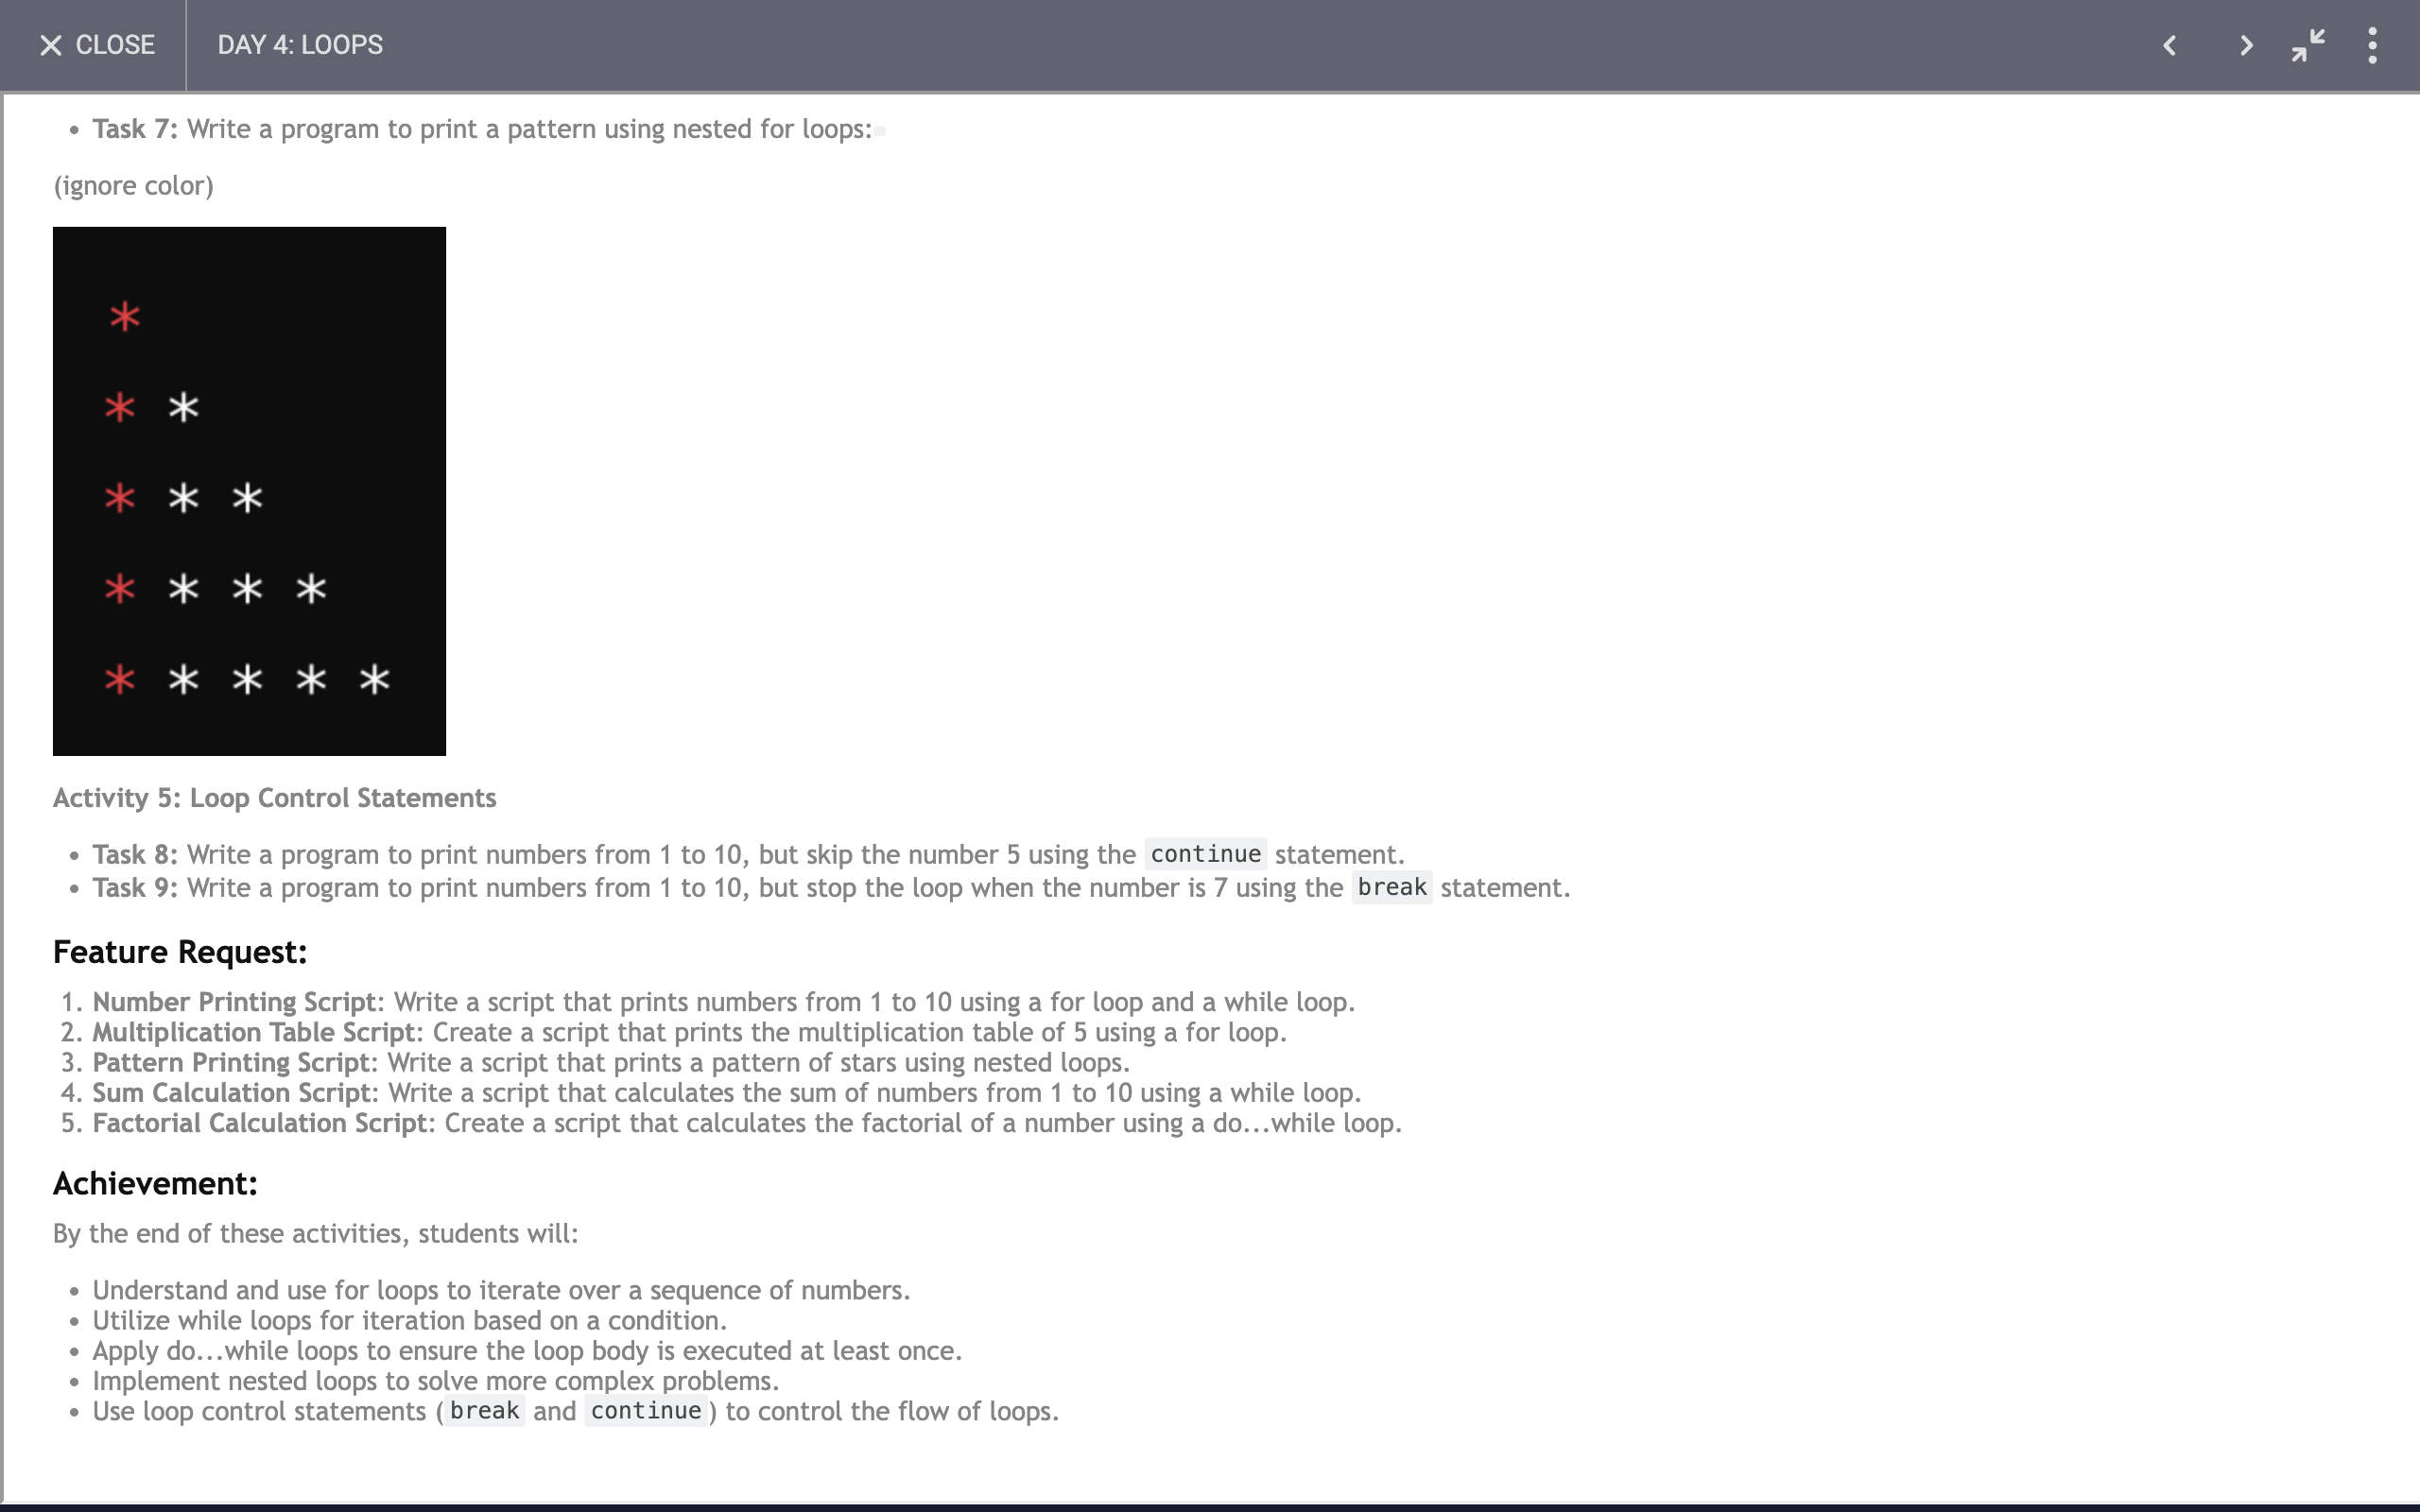 CLOSE
DAY 4: LOOPS
• Task 7: Write a program to print a pattern using nested for loops:
(ignore color)
*
* *
* * *
* * * *
* * * * *
Activity 5: Loop Control Statements
• Task 8: Write a program to print numbers from 1 to 10, but skip the number 5 using the continue statement.
• Task 9: Write a program to print numbers from 1 to 10, but stop the loop when the number is 7 using the break statement.
Feature Request:
1. Number Printing Script: Write a script that prints numbers from 1 to 10 using a for loop and a while loop.
2. Multiplication Table Script: Create a script that prints the multiplication table of 5 using a for loop.
3. Pattern Printing Script: Write a script that prints a pattern of stars using nested loops.
4. Sum Calculation Script: Write a script that calculates the sum of numbers from 1 to 10 using a while loop.
5. Factorial Calculation Script: Create a script that calculates the factorial of a number using a do...while loop.
Achievement:
By the end of these activities, students will:
• Understand and use for loops to iterate over a sequence of numbers.
• Utilize while loops for iteration based on a condition.
• Apply do...while loops to ensure the loop body is executed at least once.
• Implement nested loops to solve more complex problems.
• Use loop control statements (break and continue) to control the flow of loops.